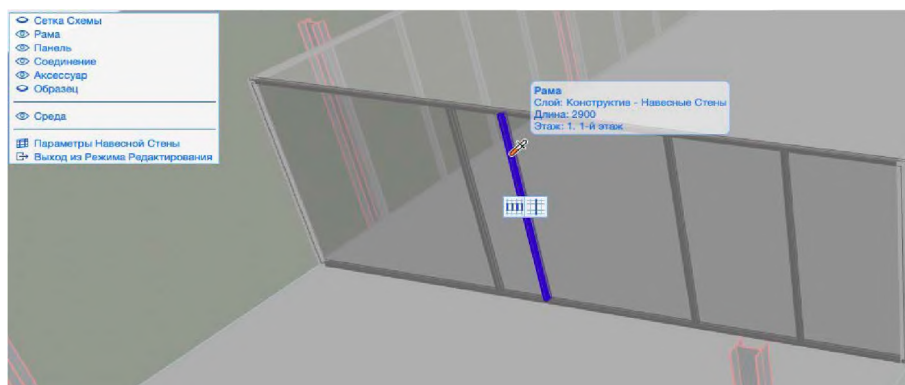 Сетка Схемы
Рама
Панель
Соединение
Аксессуар
Образец
Среда
Параметры Навесной Стены
Выход из Режима Редактирования
Рама
Слой: Конструктив - Навесные Стены
Длина: 2900
Этаж: 1. 1-й этаж